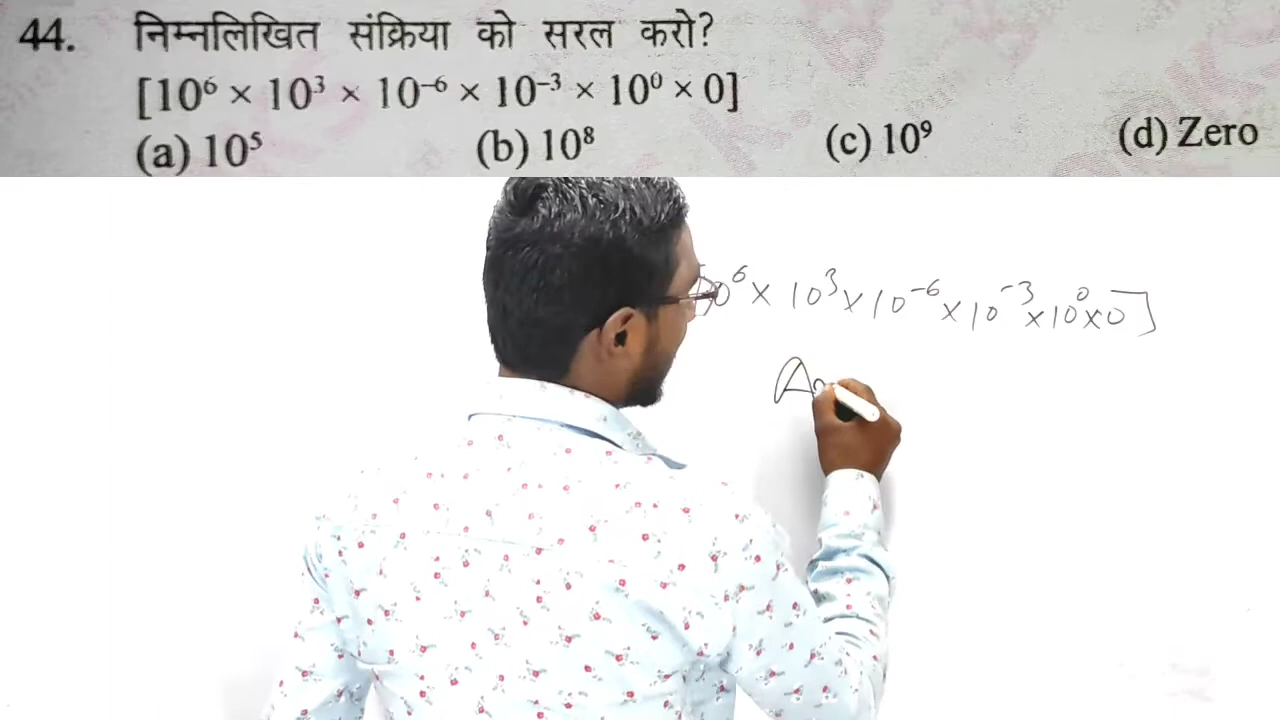 44. निम्नलिखित संक्रिया को सरल करो?
[10⁶ × 10³ × 10⁻⁶ × 10⁻³ × 10⁰ × 0]
(a) 10⁵ (b) 10⁸ (c) 10⁹ (d) Zero
10⁶ × 10³ × 10⁻⁶ × 10⁻³ × 10⁰ × 0]